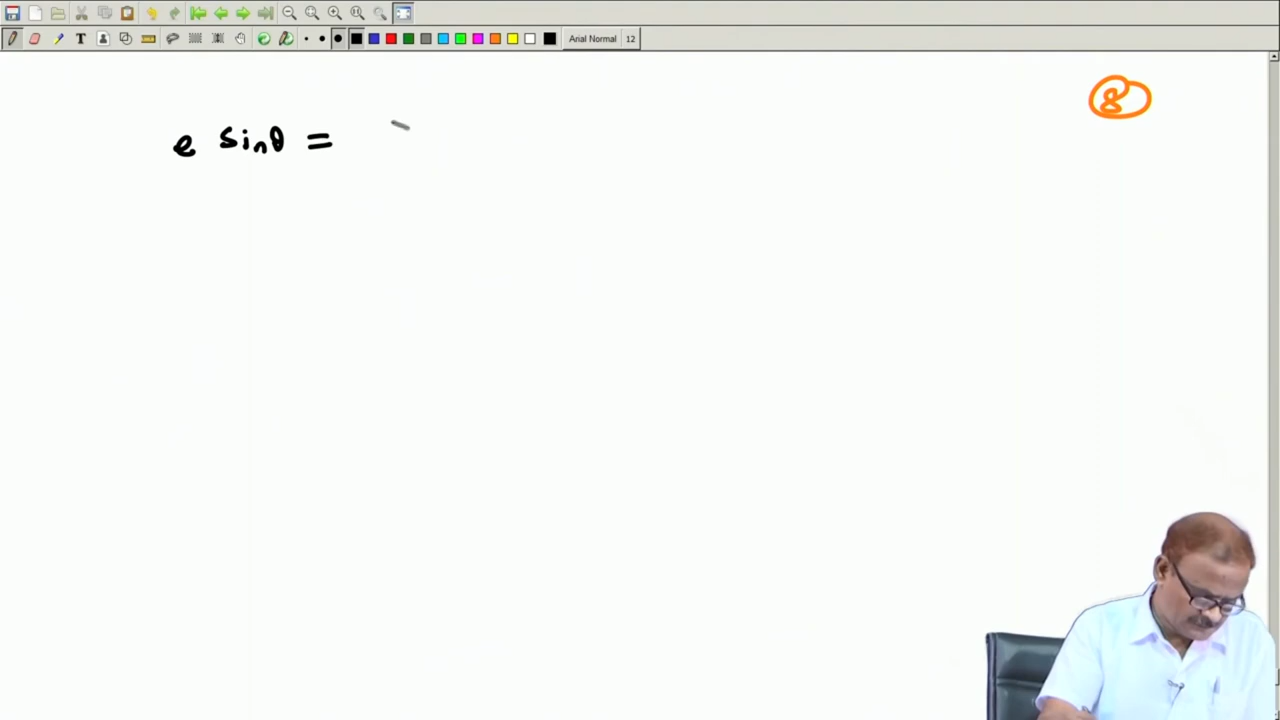 Arial Normal 12
8
e sinθ =